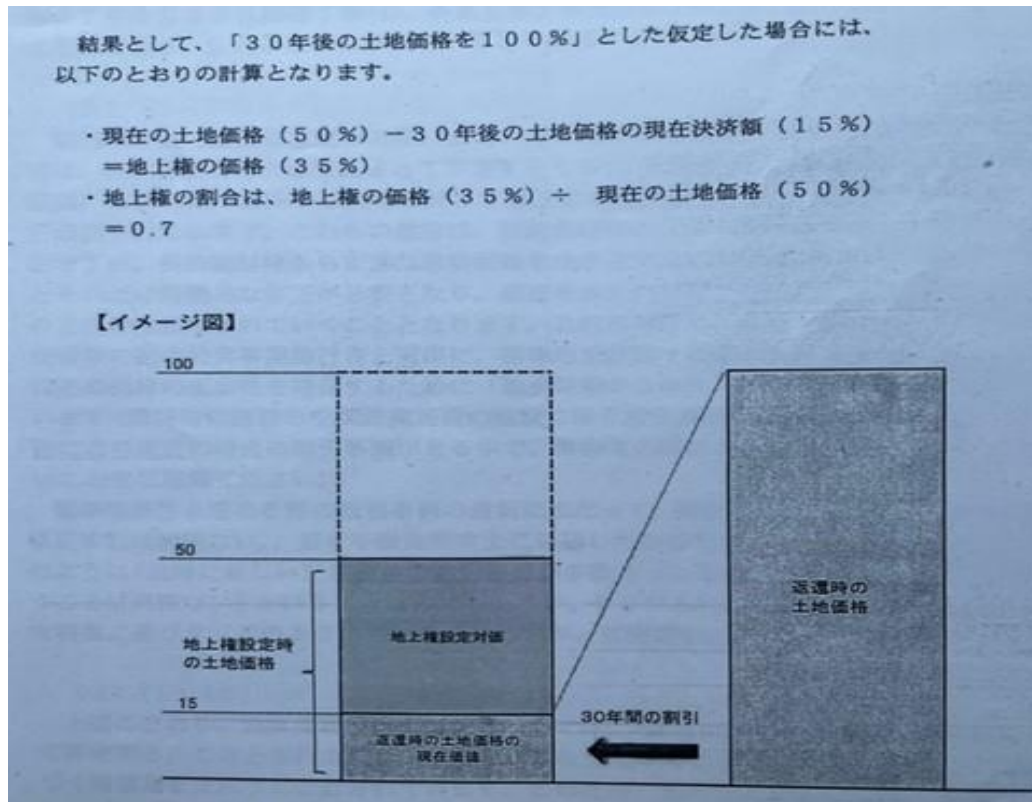 結果として、「３０年後の土地価格を１００％」とした仮定した場合には、
以下のとおりの計算となります。
・現在の土地価格（５０％）－３０年後の土地価格の現在決済額（１５％）
＝地上権の価格（３５％）
・地上権の割合は、地上権の価格（３５％）÷　現在の土地価格（５０％）
＝０.７
【イメージ図】
100
50
地上権設定対価
返還時の
土地価格
地上権設定時
の土地価格
15
30年間の割引
返還時の土地価格の
現在価値